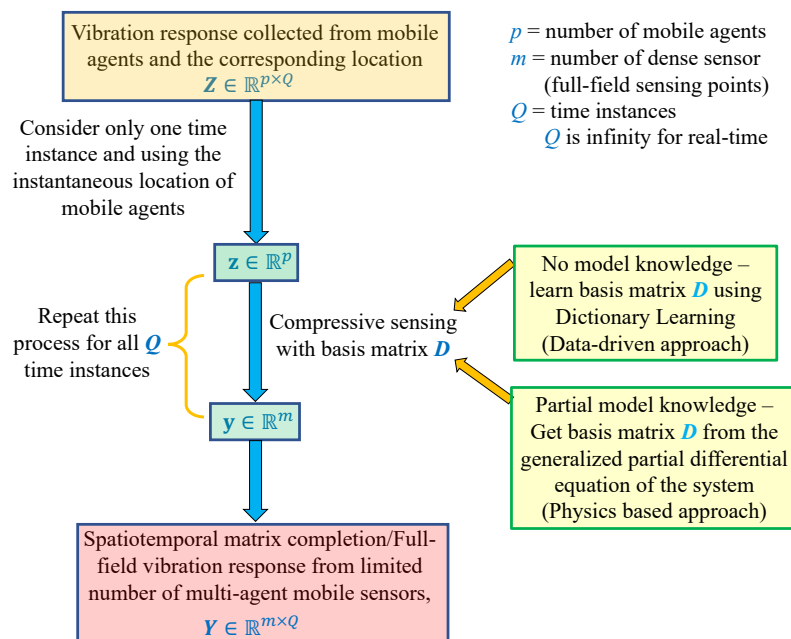 Vibration response collected from mobile
agents and the corresponding location
Z ∈ ℝ^{p×Q}
p = number of mobile agents
m = number of dense sensor
(full-field sensing points)
Q = time instances
Q is infinity for real-time
Consider only one time
instance and using the
instantaneous location of
mobile agents
z ∈ ℝ^p
Repeat this
process for all Q
time instances
Compressive sensing
with basis matrix D
No model knowledge –
learn basis matrix D using
Dictionary Learning
(Data-driven approach)
y ∈ ℝ^m
Partial model knowledge –
Get basis matrix D from the
generalized partial differential
equation of the system
(Physics based approach)
Spatiotemporal matrix completion/Full-
field vibration response from limited
number of multi-agent mobile sensors,
Y ∈ ℝ^{m×Q}